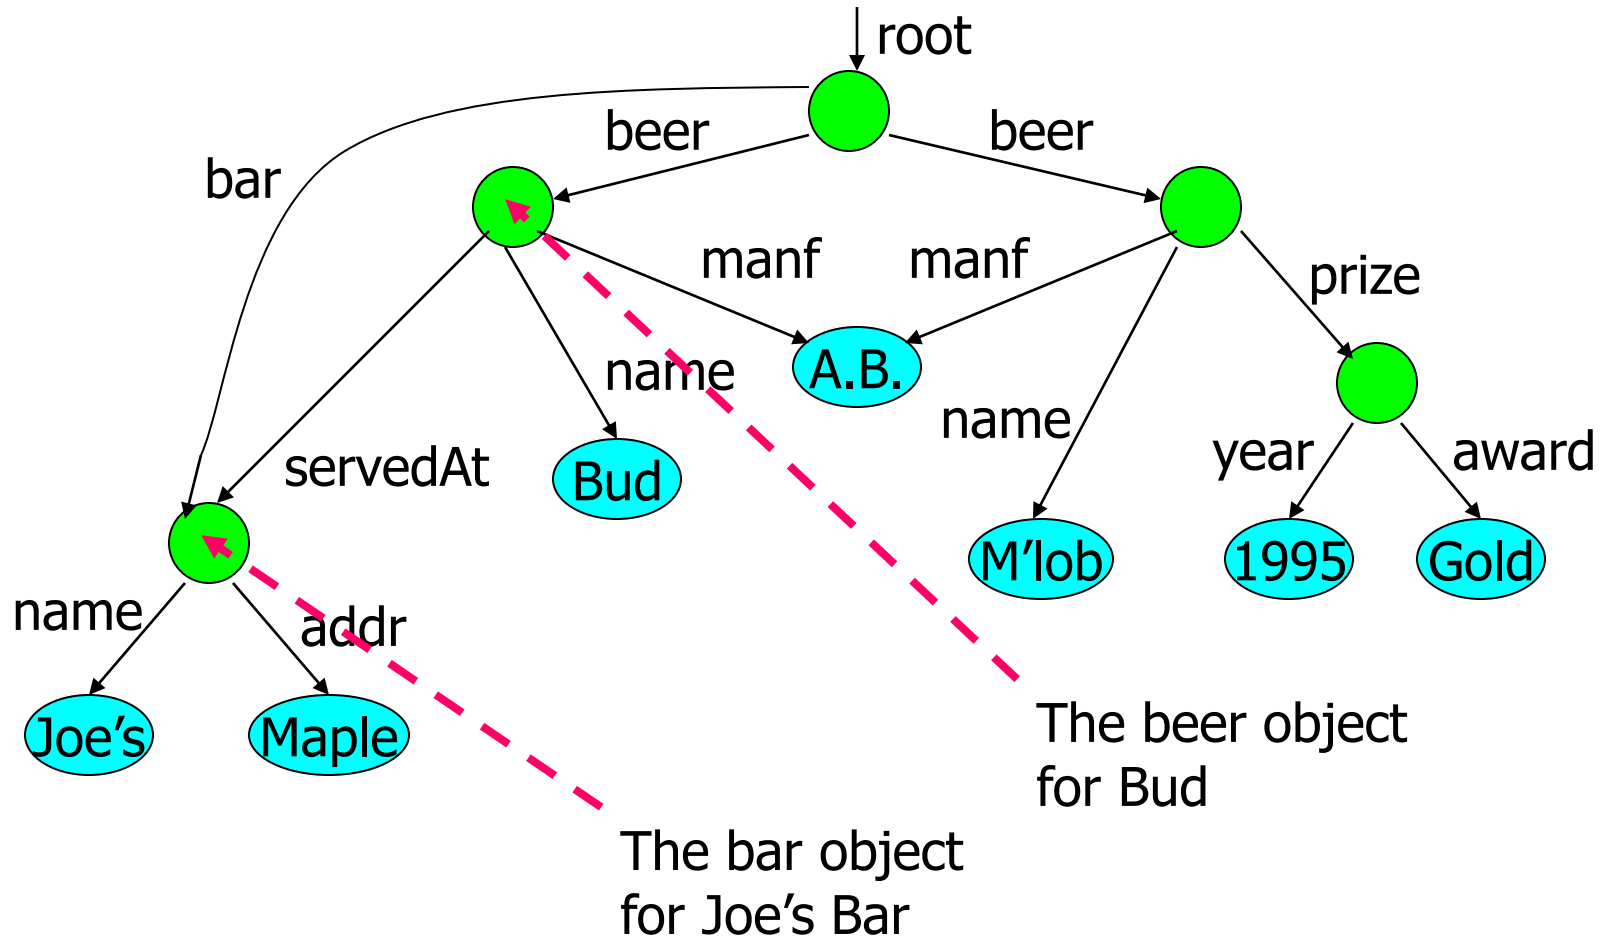 root
beer
beer
bar
manf
manf
prize
name
A.B.
name
year
award
servedAt
Bud
M’lob
1995
Gold
name
addr
Joe’s
Maple
The beer object
for Bud
The bar object
for Joe’s Bar